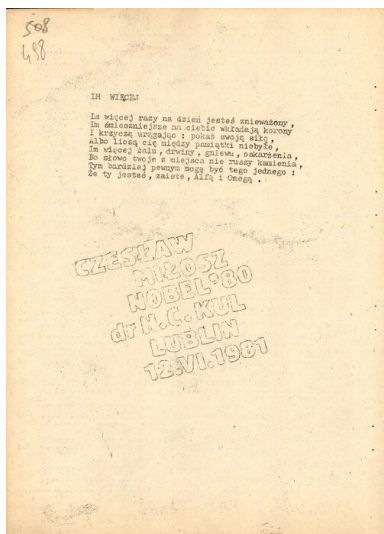 508
498
IM WIĘCEJ
Im więcej razy na dzień jesteś znieważony,
Im śmieszniejsze na ciebie wkładają korony
I krzyczą urągając : pokaż swoją siłę,
Albo liczą cię między pamiątki niebyłe,
Im więcej żalu, drwiny, gniewu, oskarżenia,
Bo słowo twoje z miejsca nie ruszy kamienia,
Tym bardziej pewnym mogę być tego jednego :
Że ty jesteś, zaiste, Alfą i Omegą .
CZESŁAW
MIŁOSZ
NOBEL'80
dr H.C. KUL
LUBLIN
12.VI.1981